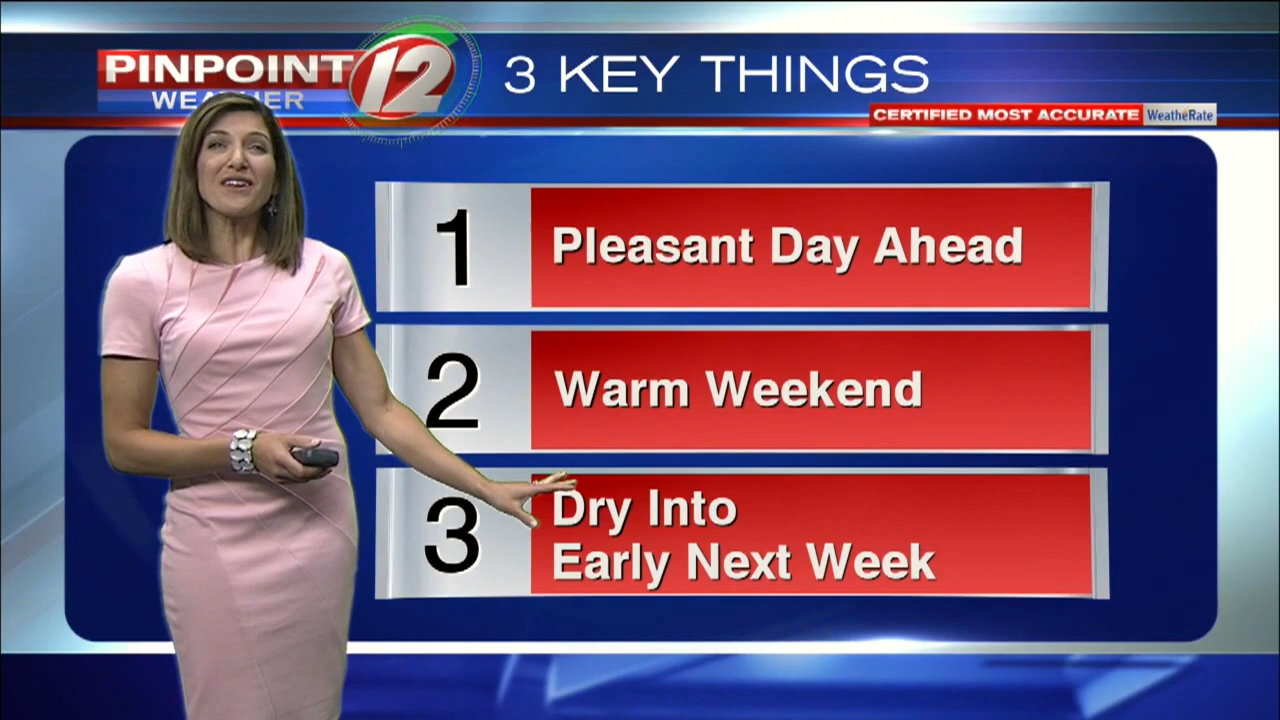 PINPOINT 12
WEATHER
3 KEY THINGS
CERTIFIED MOST ACCURATE WeatheRate
1 Pleasant Day Ahead
2 Warm Weekend
3 Dry Into
Early Next Week